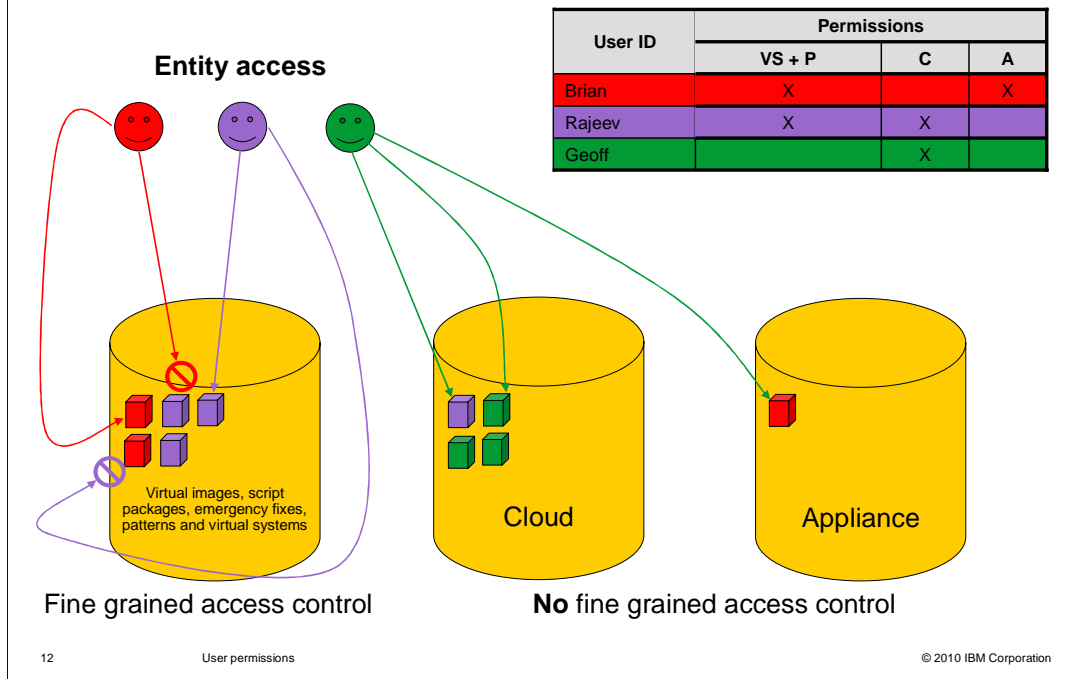 Entity access
User ID
Permissions
VS + P
C
A
Brian
X
X
Rajeev
X
X
Geoff
X
Virtual images, script
packages, emergency fixes,
patterns and virtual systems
Cloud
Appliance
Fine grained access control
No fine grained access control
12
User permissions
© 2010 IBM Corporation